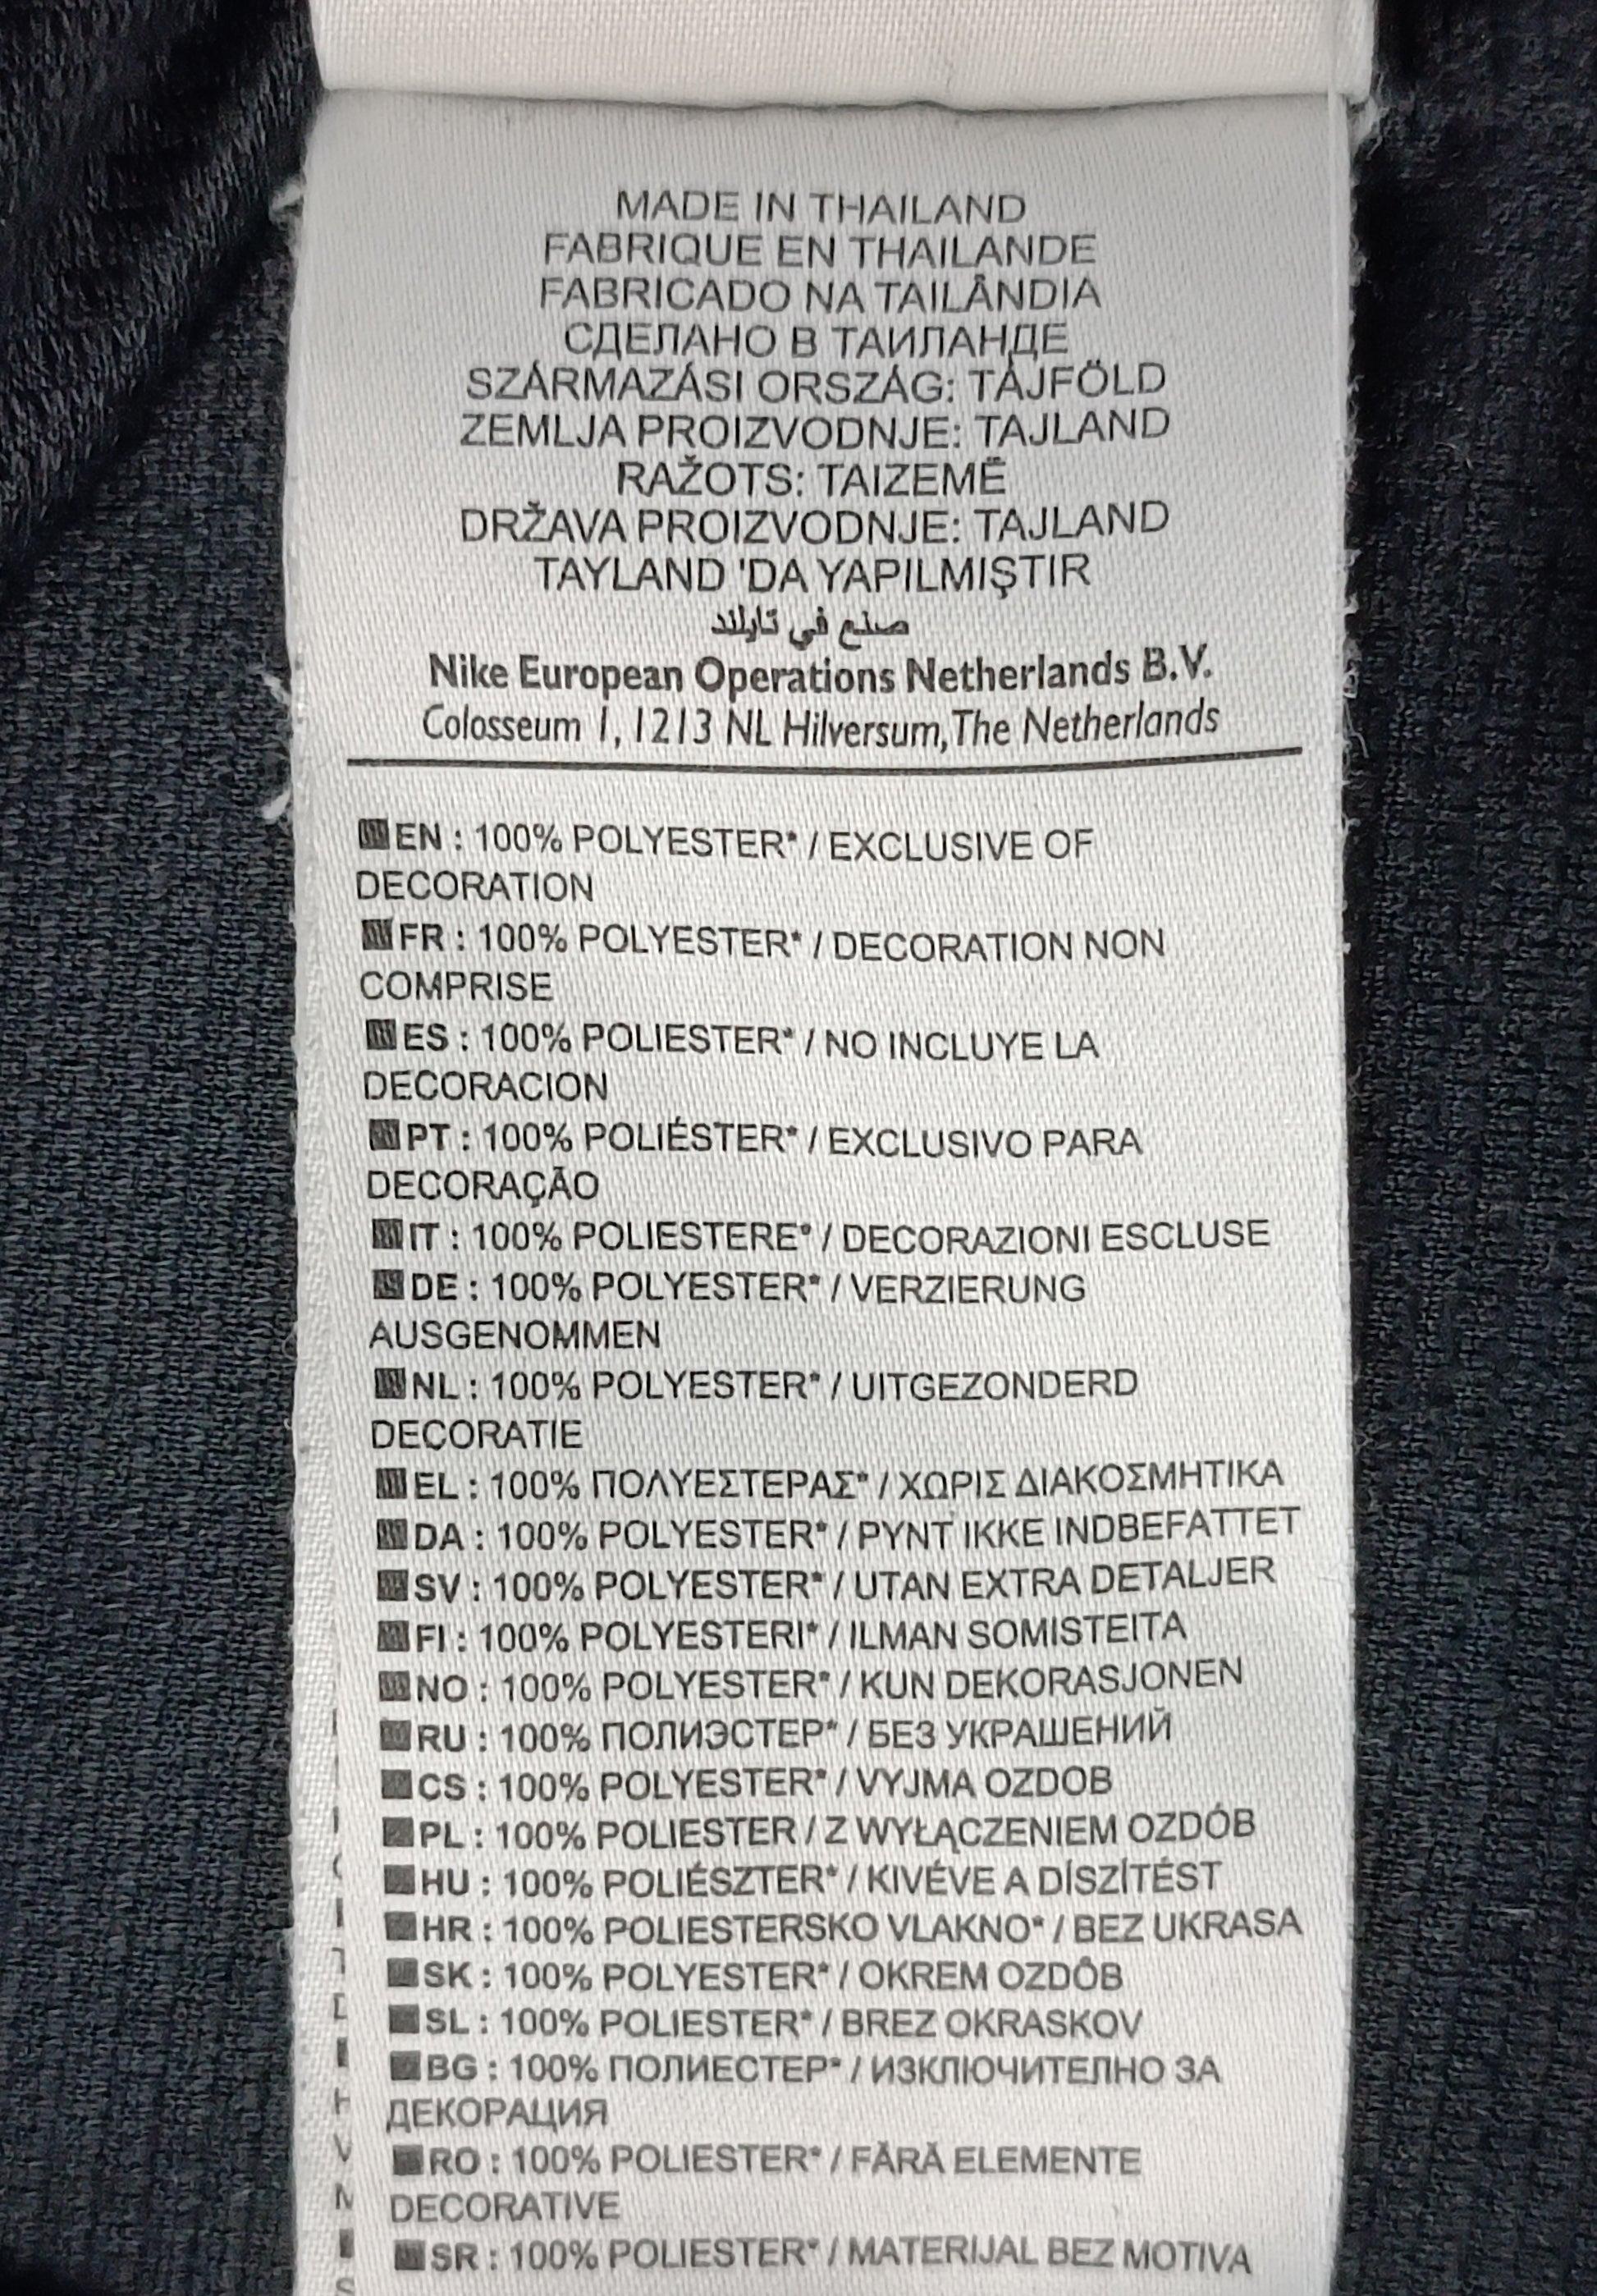 MADE IN THAILAND
FABRIQUE EN THAILANDE
FABRICADO NA TAILÂNDIA
СДЕЛАНО В ТАИЛАНДЕ
SZÁRMAZÁSI ORSZÁG: TÁJFÖLD
ZEMLJA PROIZVODNJE: TAJLAND
RAŽOTS: TAIZEMĒ
DRŽAVA PROIZVODNJE: TAJLAND
TAYLAND 'DA YAPILMIŞTIR
صنع في تايلند
Nike European Operations Netherlands B.V.
Colosseum 1, 1213 NL Hilversum, The Netherlands
EN : 100% POLYESTER* / EXCLUSIVE OF
DECORATION
FR : 100% POLYESTER* / DECORATION NON
COMPRISE
ES : 100% POLIESTER* / NO INCLUYE LA
DECORACION
PT : 100% POLIÉSTER* / EXCLUSIVO PARA
DECORAÇÃO
IT : 100% POLIESTERE* / DECORAZIONI ESCLUSE
DE : 100% POLYESTER* / VERZIERUNG
AUSGENOMMEN
NL : 100% POLYESTER* / UITGEZONDERD
DECORATIE
EL : 100% ΠΟΛΥΕΣΤΕΡΑΣ* / ΧΩΡΙΣ ΔΙΑΚΟΣΜΗΤΙΚΑ
DA : 100% POLYESTER* / PYNT IKKE INDBEFATTET
SV : 100% POLYESTER* / UTAN EXTRA DETALJER
FI : 100% POLYESTERI* / ILMAN SOMISTEITA
NO : 100% POLYESTER* / KUN DEKORASJONEN
RU : 100% ПОЛИЭСТЕР* / БЕЗ УКРАШЕНИЙ
CS : 100% POLYESTER* / VYJMA OZDOB
PL : 100% POLIESTER / Z WYŁĄCZENIEM OZDÓB
HU : 100% POLIÉSZTER* / KIVÉVE A DÍSZÍTÉST
HR : 100% POLIESTERSKO VLAKNO* / BEZ UKRASA
SK : 100% POLYESTER* / OKREM OZDÔB
SL : 100% POLIESTER* / BREZ OKRASKOV
BG : 100% ПОЛИЕСТЕР* / ИЗКЛЮЧИТЕЛНО ЗА
ДЕКОРАЦИЯ
RO : 100% POLIESTER* / FĂRĂ ELEMENTE
DECORATIVE
SR : 100% POLIESTER* / MATERIJAL BEZ MOTIVA